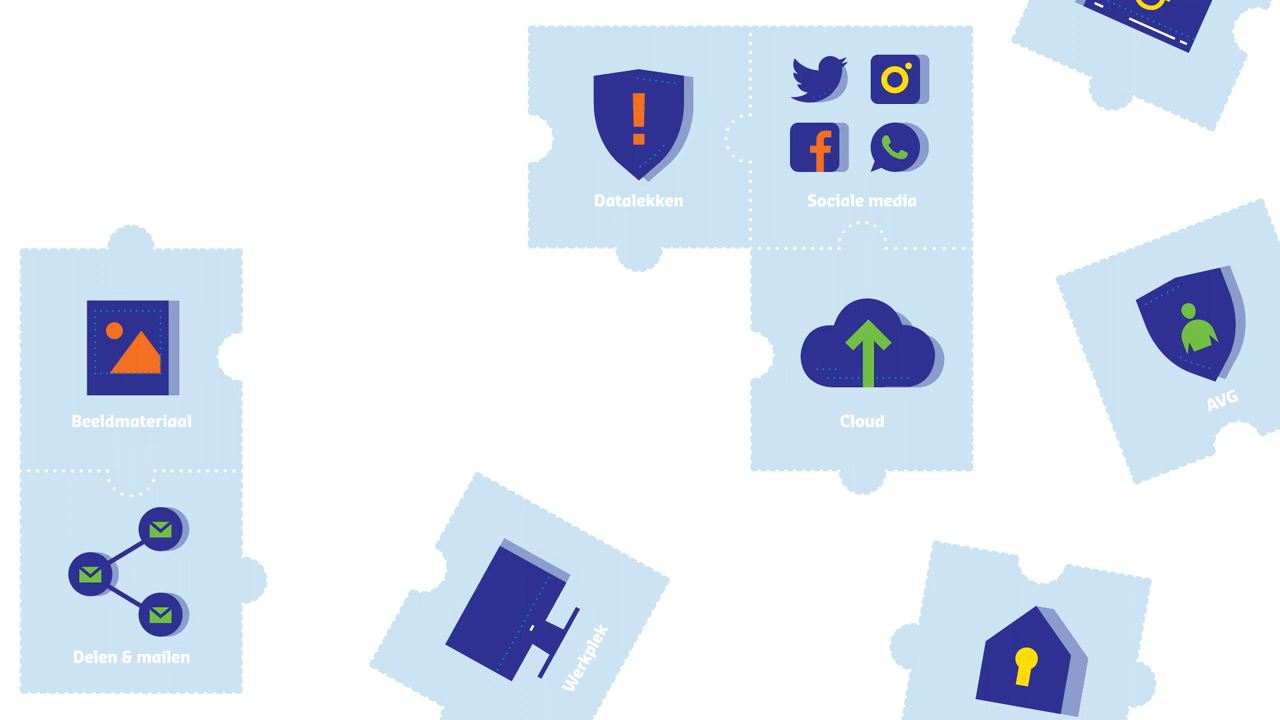 Datalekken
Sociale media
Beeldmateriaal
Cloud
AVG
Delen & mailen
Werkplek